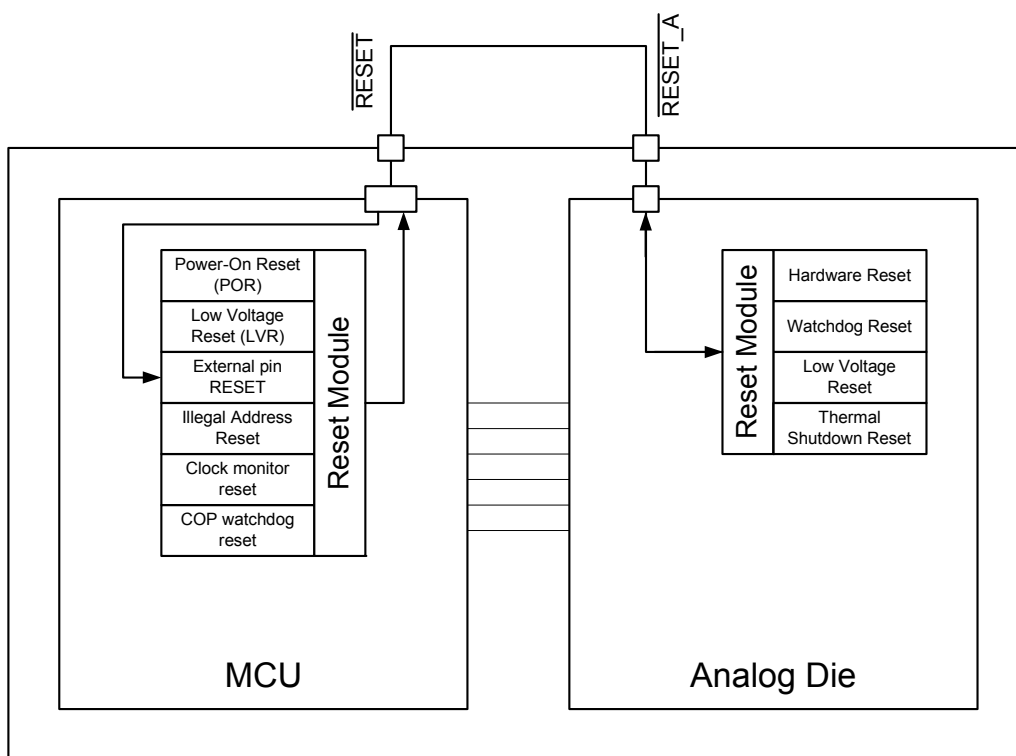 RESET
RESET_A
Power-On Reset
(POR)
Low Voltage
Reset (LVR)
External pin
RESET
Illegal Address
Reset
Clock monitor
reset
COP watchdog
reset
Reset Module
MCU
Reset Module
Hardware Reset
Watchdog Reset
Low Voltage
Reset
Thermal
Shutdown Reset
Analog Die